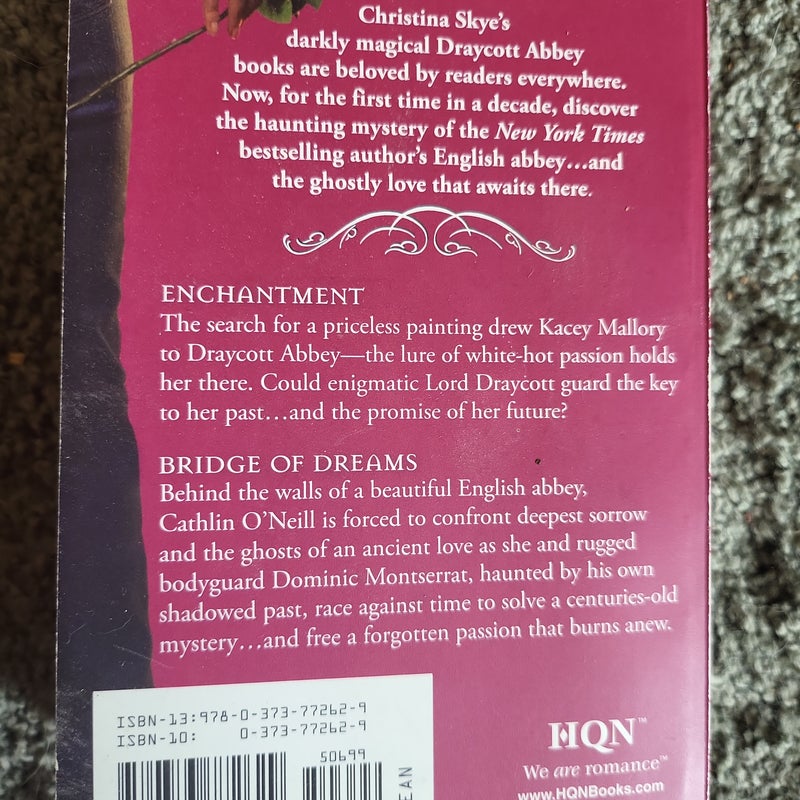 Christina Skye's
darkly magical Draycott Abbey
books are beloved by readers everywhere.
Now, for the first time in a decade, discover
the haunting mystery of the New York Times
bestselling author's English abbey...and
the ghostly love that awaits there.
ENCHANTMENT
The search for a priceless painting drew Kacey Mallory
to Draycott Abbey—the lure of white-hot passion holds
her there. Could enigmatic Lord Draycott guard the key
to her past...and the promise of her future?
BRIDGE OF DREAMS
Behind the walls of a beautiful English abbey,
Cathlin O'Neill is forced to confront deepest sorrow
and the ghosts of an ancient love as she and rugged
bodyguard Dominic Montserrat, haunted by his own
shadowed past, race against time to solve a centuries-old
mystery...and free a forgotten passion that burns anew.
ISBN-13:978-0-373-77262-9
ISBN-10: 0-373-77262-9
50699
EAN
HQN™
We are romance™
www.HQNBooks.com